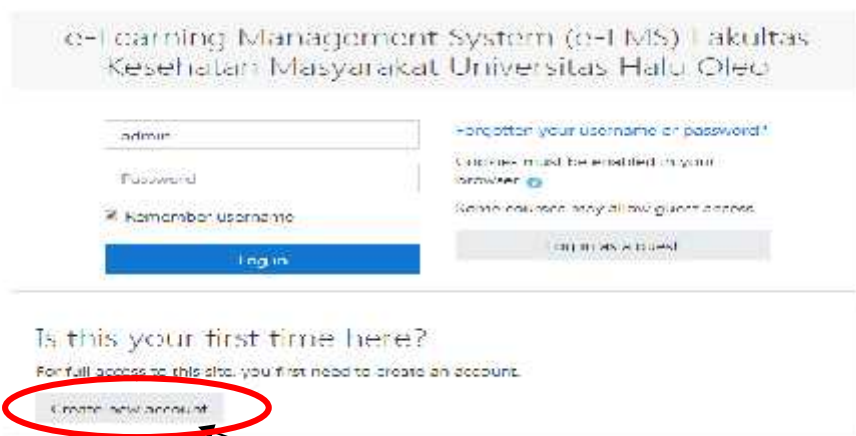 e-Learning Management System (e-LMS) Fakultas
Kesehatan Masyarakat Universitas Halu Oleo
admin
Password
Remember username
Log in
Forgotten your username or password?
Cookies must be enabled in your
browser
Some courses may allow guest access
Log in as a guest
Is this your first time here?
For full access to this site, you first need to create an account.
Create new account